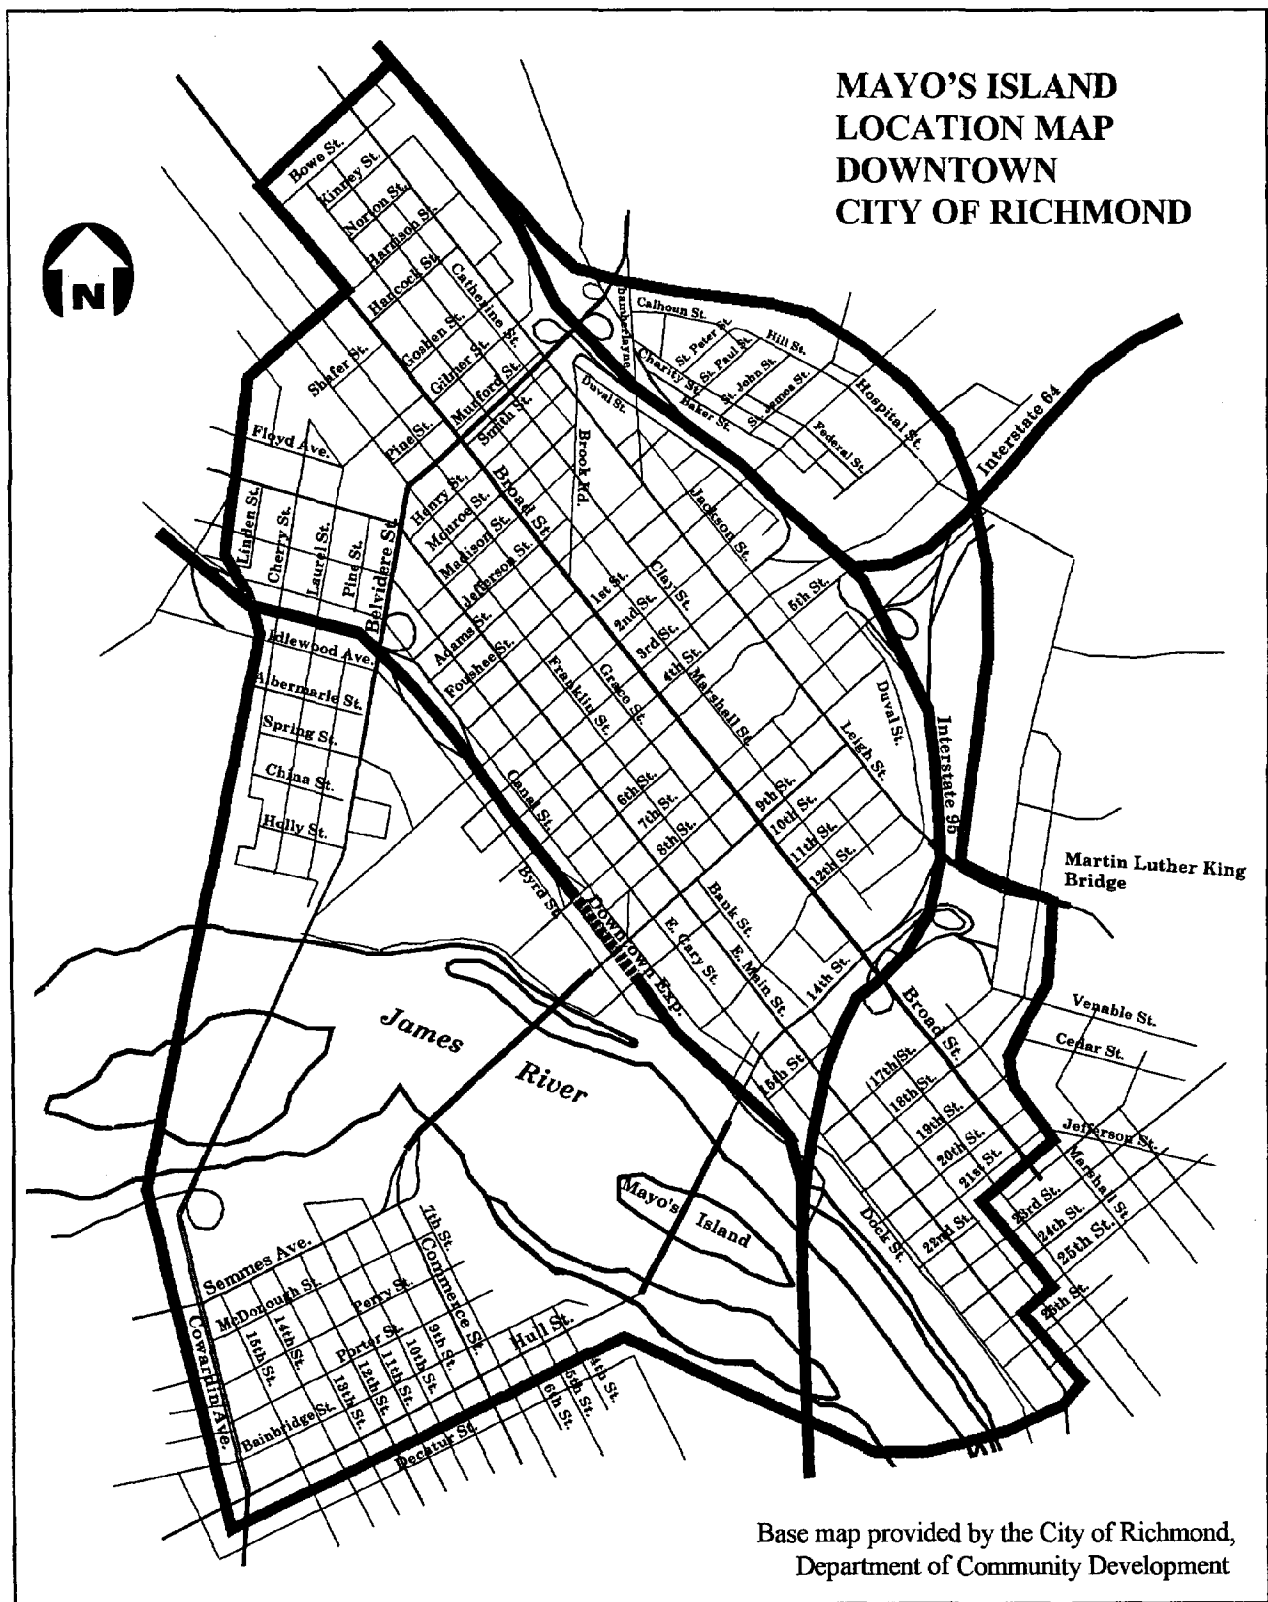 MAYO'S ISLAND
LOCATION MAP
DOWNTOWN
CITY OF RICHMOND
N
Bowe St.
Kinney St.
Norton St.
Harrison St.
Hancock St.
Catherine St.
Goshen St.
Gilmer St.
Munford St.
Smith St.
Shafer St.
Pine St.
Floyd Ave.
Linden St.
Cherry St.
Laurel St.
Pine St.
Belvidere St.
Chamberlayne
Calhoun St.
St. Peter St.
Hill St.
Charity St.
St. Paul St.
St. John St.
St. James St.
Baker St.
Duval St.
Federal St.
Hospital St.
Interstate 64
Brook Rd.
Broad St.
Henry St.
Monroe St.
Madison St.
Jefferson St.
Adams St.
Foushee St.
Jackson St.
Clay St.
1st St.
2nd St.
3rd St.
4th St.
5th St.
Marshall St.
Grace St.
Franklin St.
Duval St.
Leigh St.
Interstate 95
Idlewood Ave.
Albermarle St.
Spring St.
China St.
Holly St.
Canal St.
Byrd St.
6th St.
7th St.
8th St.
9th St.
10th St.
11th St.
12th St.
Martin Luther King
Bridge
Downtown Exp.
Bank St.
E. Cary St.
E. Main St.
14th St.
15th St.
Broad St.
Venable St.
Cedar St.
17th St.
18th St.
19th St.
20th St.
21st St.
22nd St.
23rd St.
24th St.
25th St.
26th St.
Jefferson St.
Marshall St
Dock St.
James
River
Mayo's
Island
Semmes Ave.
McDonough St.
Perry St.
Porter St.
Bainbridge St.
Cowardin Ave.
15th St.
14th St.
13th St.
12th St.
11th St.
10th St.
9th St.
7th St.
Commerce St.
Hull St.
Decatur St.
6th St.
5th St.
4th St.
Base map provided by the City of Richmond,
Department of Community Development